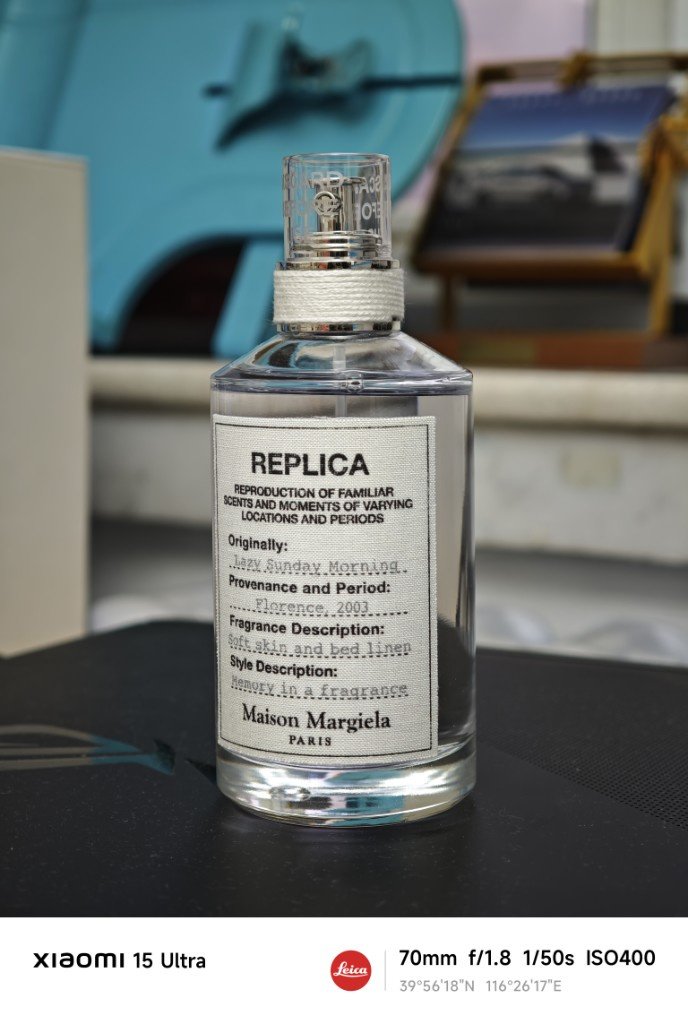 REPLICA
REPRODUCTION OF FAMILIAR
SCENTS AND MOMENTS OF VARYING
LOCATIONS AND PERIODS
Originally:
Lazy Sunday Morning
Provenance and Period:
Florence, 2003
Fragrance Description:
Soft skin and bed linen
Style Description:
Memory in a fragrance
Maison Margiela
PARIS
xiaomi 15 Ultra
Leica
70mm f/1.8 1/50s ISO400
39°56'18"N 116°26'17"E